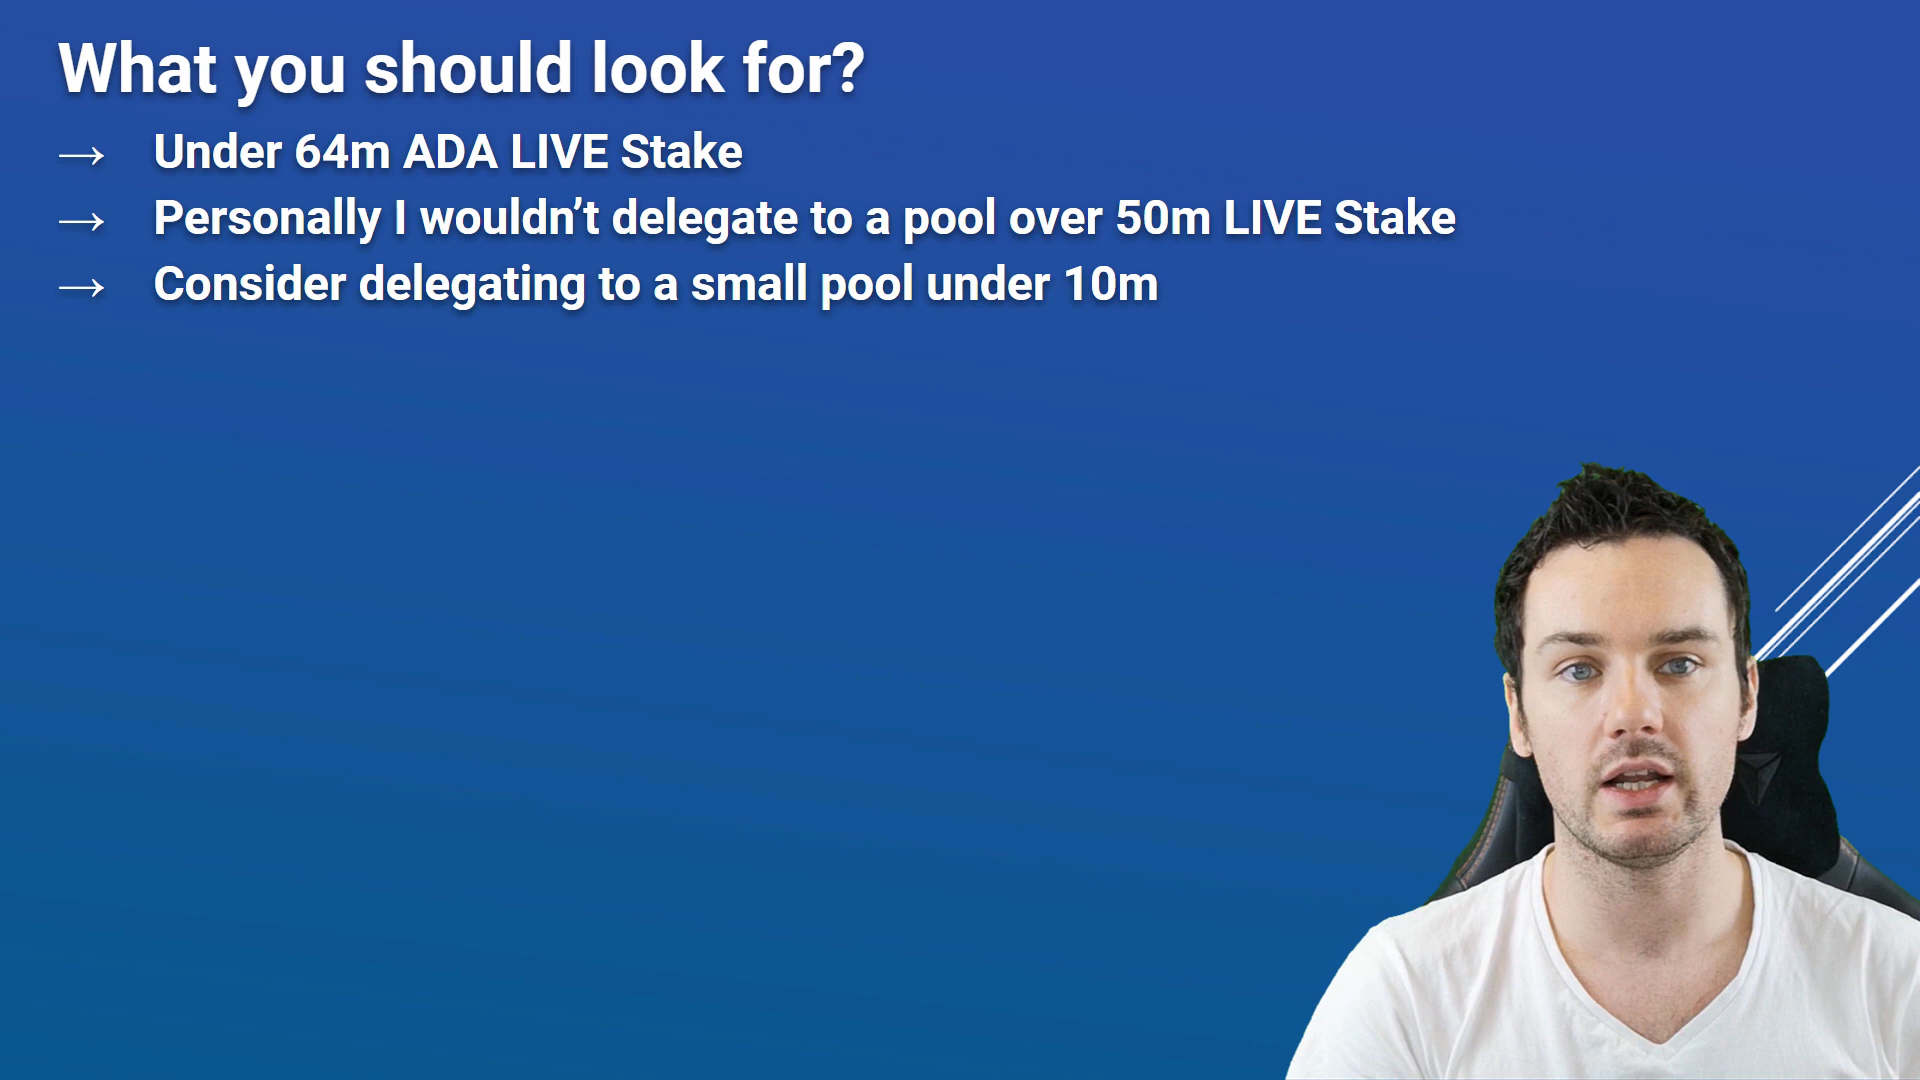 What you should look for?
→ Under 64m ADA LIVE Stake
→ Personally I wouldn’t delegate to a pool over 50m LIVE Stake
→ Consider delegating to a small pool under 10m